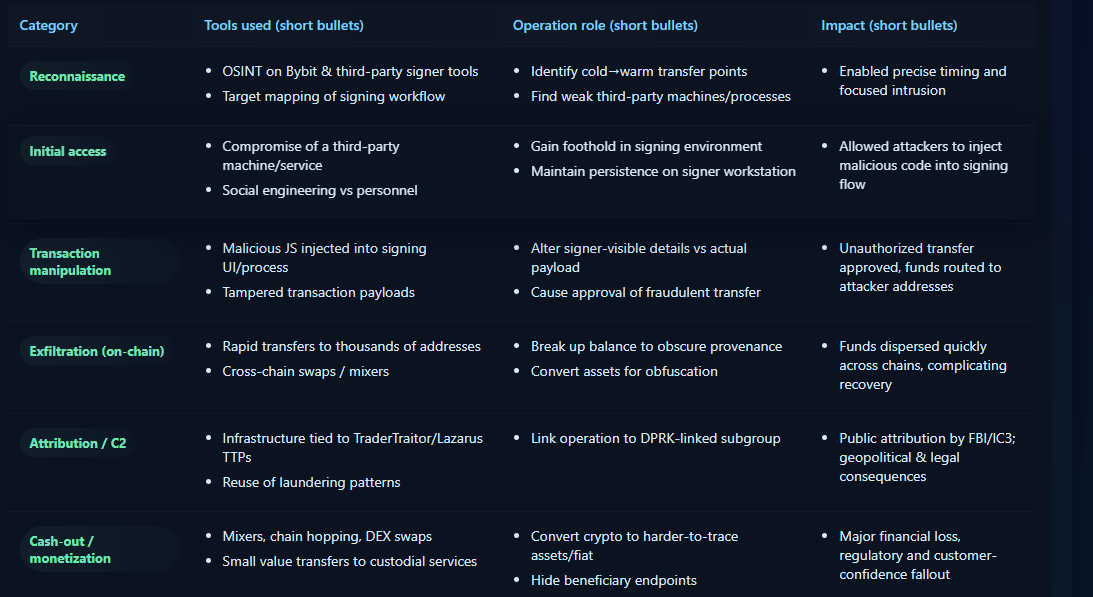 Category
Tools used (short bullets)
Operation role (short bullets)
Impact (short bullets)
Reconnaissance
• OSINT on Bybit & third-party signer tools
• Target mapping of signing workflow
• Identify cold→warm transfer points
• Find weak third-party machines/processes
• Enabled precise timing and
focused intrusion
Initial access
• Compromise of a third-party
machine/service
• Social engineering vs personnel
• Gain foothold in signing environment
• Maintain persistence on signer workstation
• Allowed attackers to inject
malicious code into signing
flow
Transaction
manipulation
• Malicious JS injected into signing
UI/process
• Tampered transaction payloads
• Alter signer-visible details vs actual
payload
• Cause approval of fraudulent transfer
• Unauthorized transfer
approved, funds routed to
attacker addresses
Exfiltration (on-chain)
• Rapid transfers to thousands of addresses
• Cross-chain swaps / mixers
• Break up balance to obscure provenance
• Convert assets for obfuscation
• Funds dispersed quickly
across chains, complicating
recovery
Attribution / C2
• Infrastructure tied to TraderTraitor/Lazarus
TTPs
• Reuse of laundering patterns
• Link operation to DPRK-linked subgroup
• Public attribution by FBI/IC3;
geopolitical & legal
consequences
Cash-out /
monetization
• Mixers, chain hopping, DEX swaps
• Small value transfers to custodial services
• Convert crypto to harder-to-trace
assets/fiat
• Hide beneficiary endpoints
• Major financial loss,
regulatory and customer-
confidence fallout